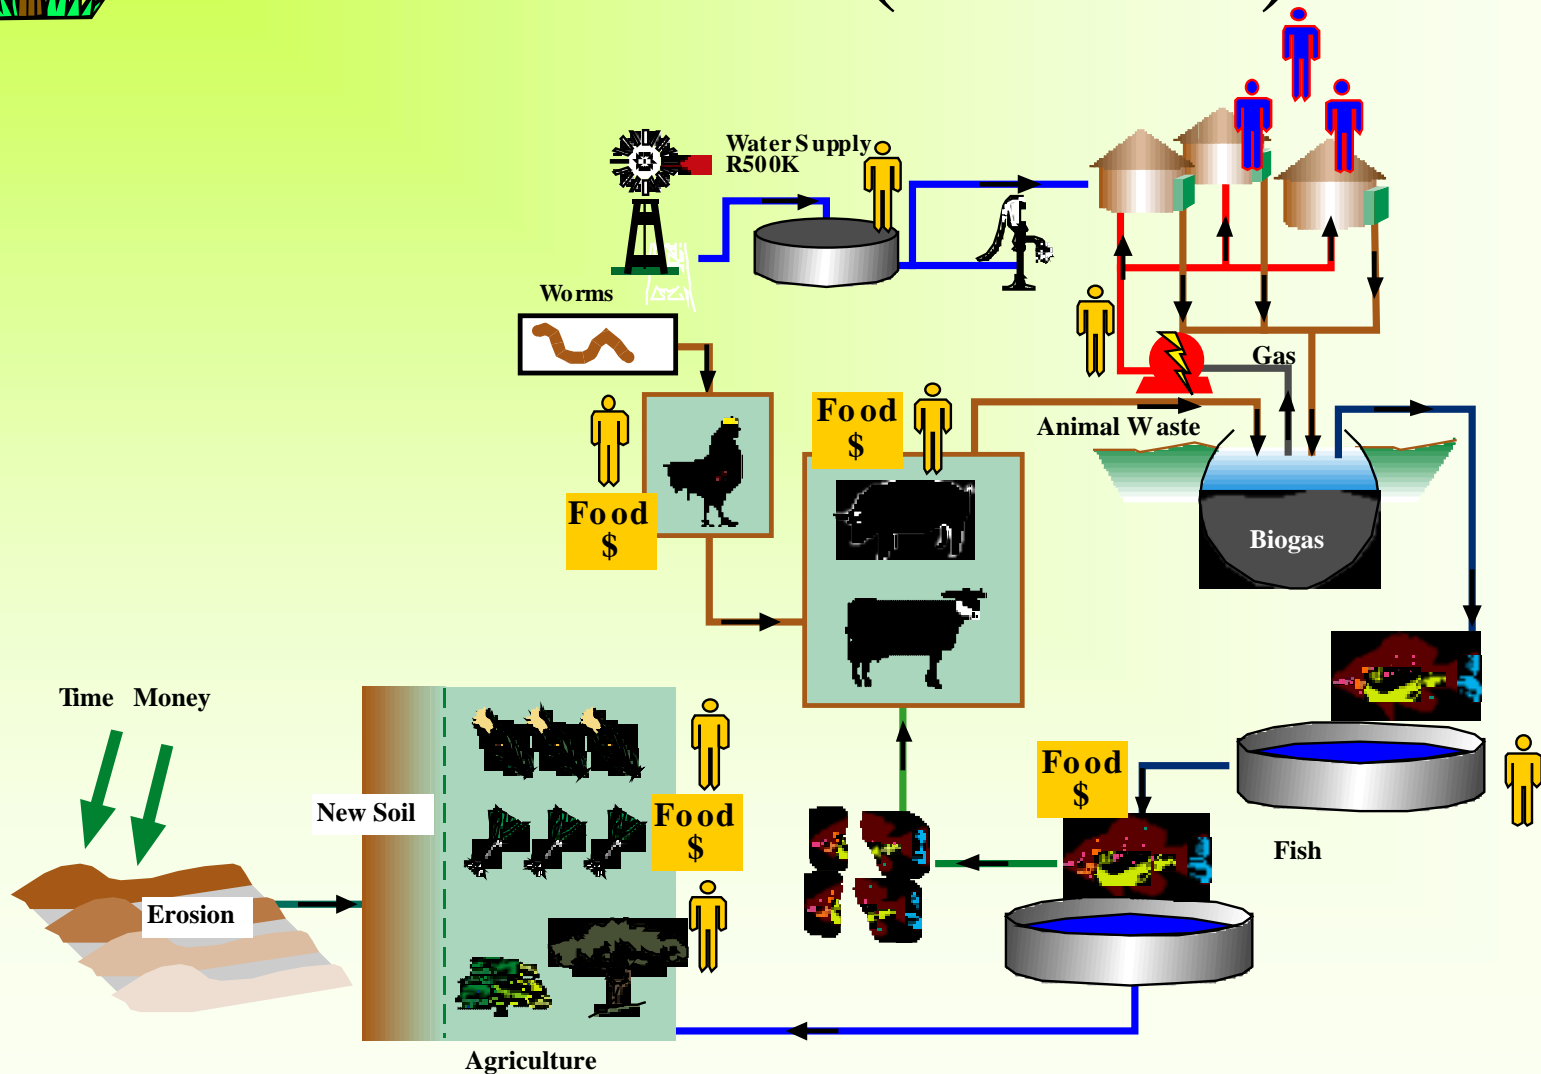 Water Supply
R500K
Worms
Gas
Food
$
Animal Waste
Food
$
Biogas
Time Money
Food
$
New Soil
Food
$
Fish
Erosion
Agriculture